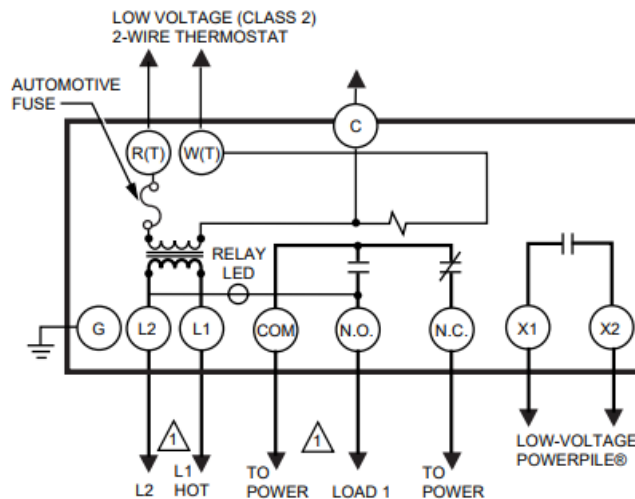 LOW VOLTAGE (CLASS 2)
2-WIRE THERMOSTAT
AUTOMOTIVE
FUSE
C
R(T)
W(T)
RELAY
LED
G
L2
L1
COM
N.O.
N.C.
X1
X2
1
1
L2
L1
HOT
TO
POWER
LOAD 1
TO
POWER
LOW-VOLTAGE
POWERPILE®